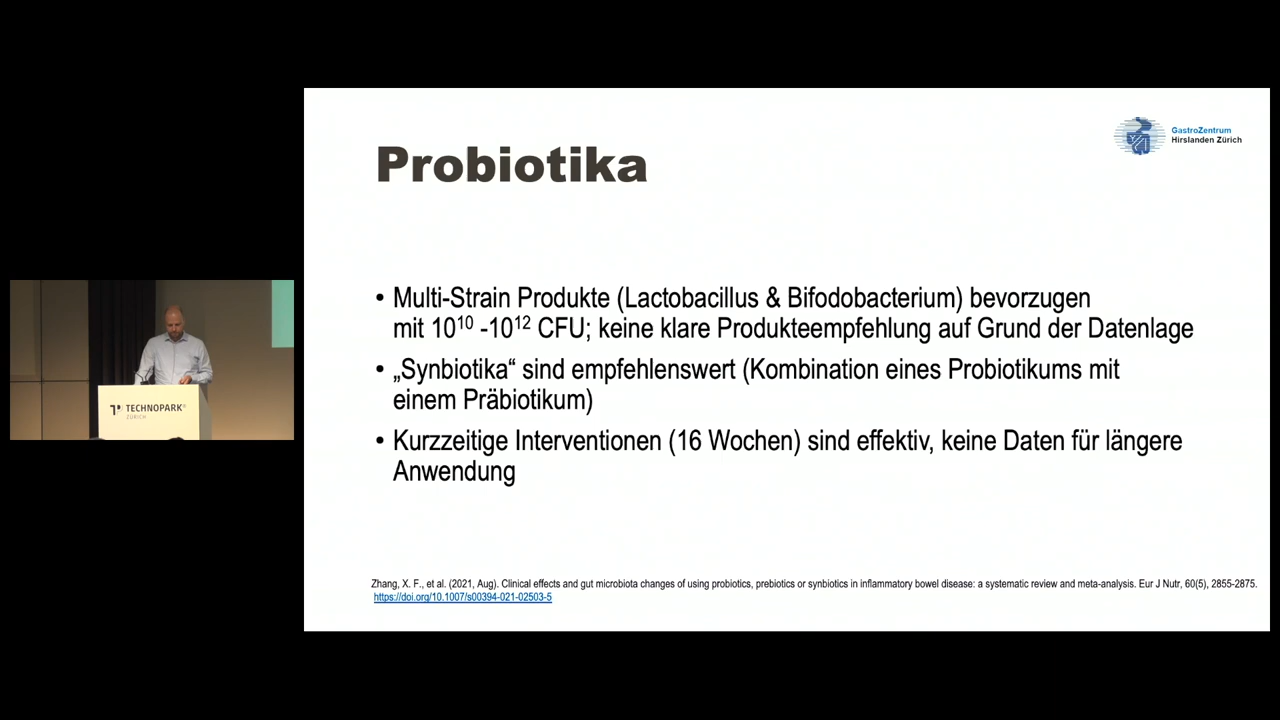 GastroZentrum
Hirslanden Zürich
Probiotika
• Multi-Strain Produkte (Lactobacillus & Bifodobacterium) bevorzugen
mit 10¹⁰ -10¹² CFU; keine klare Produkteempfehlung auf Grund der Datenlage
• „Synbiotika“ sind empfehlenswert (Kombination eines Probiotikums mit
einem Präbiotikum)
• Kurzzeitige Interventionen (16 Wochen) sind effektiv, keine Daten für längere
Anwendung
Zhang, X. F., et al. (2021, Aug). Clinical effects and gut microbiota changes of using probiotics, prebiotics or synbiotics in inflammatory bowel disease: a systematic review and meta-analysis. Eur J Nutr, 60(5), 2855-2875.
https://doi.org/10.1007/s00394-021-02503-5
TECHNOPARK®
ZÜRICH